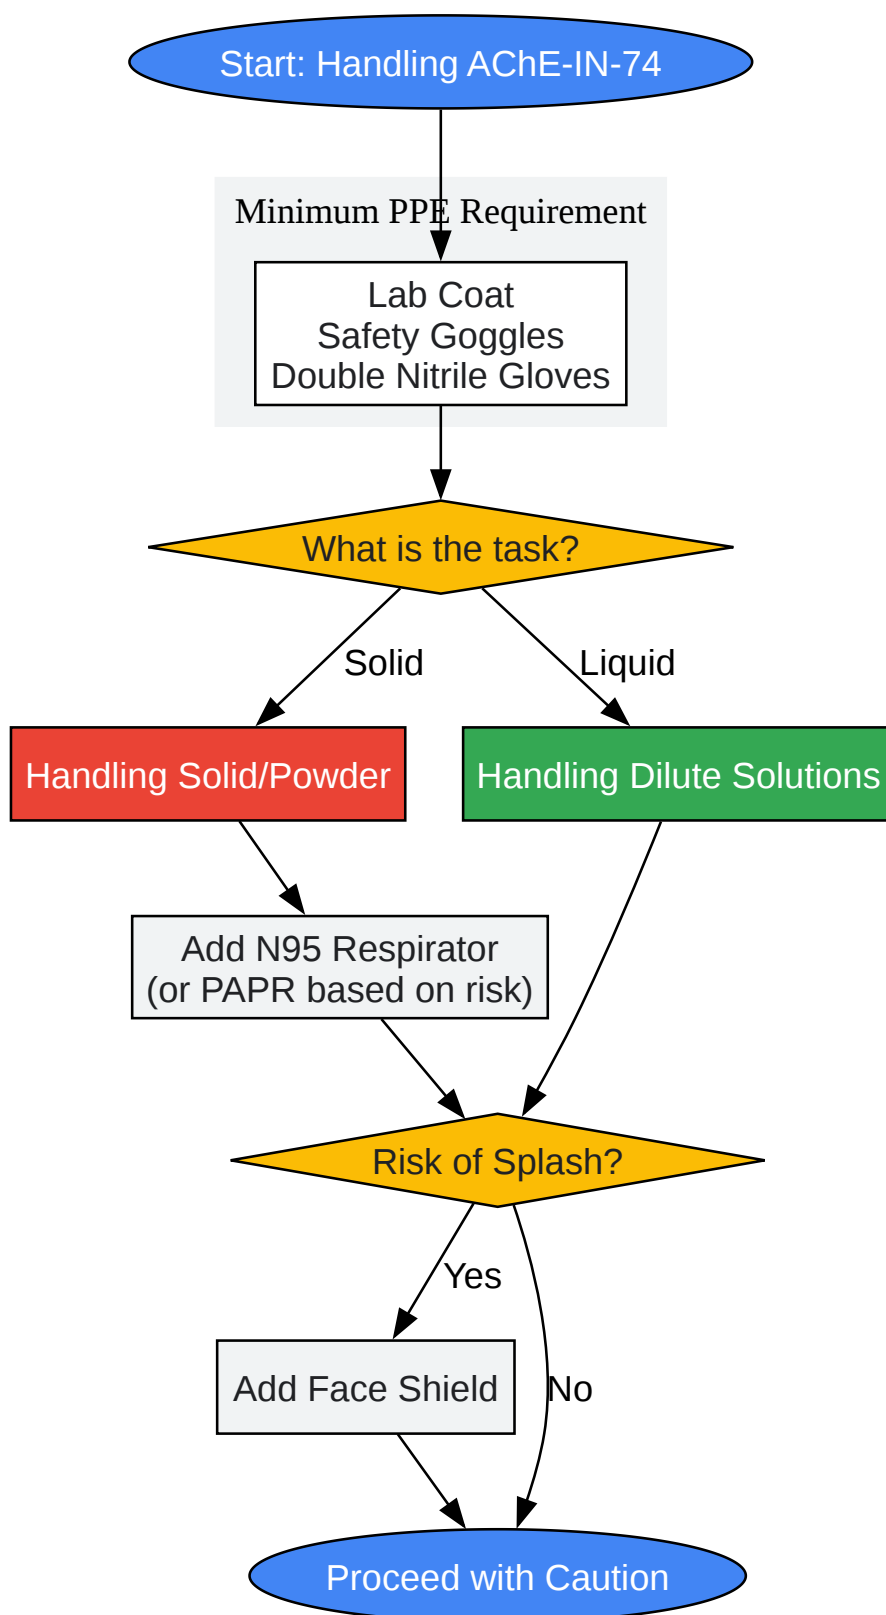 Start: Handling AChE-IN-74
Minimum PPE Requirement
Lab Coat
Safety Goggles
Double Nitrile Gloves
What is the task?
Solid
Liquid
Handling Solid/Powder
Handling Dilute Solutions
Add N95 Respirator
(or PAPR based on risk)
Risk of Splash?
Yes
Add Face Shield
No
Proceed with Caution